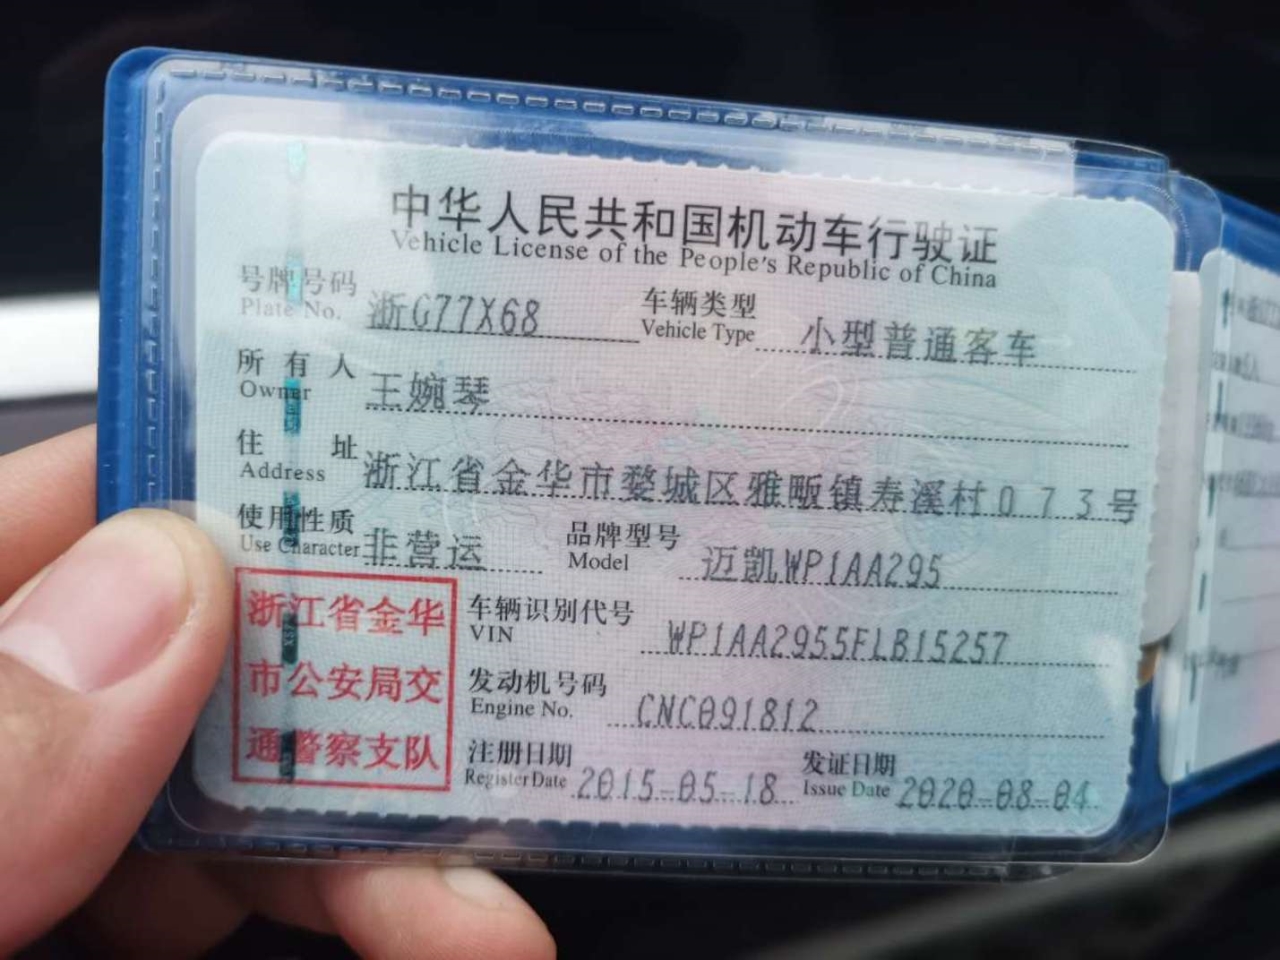 中华人民共和国机动车行驶证
Vehicle License of the People's Republic of China
号牌号码 浙G77X68 车辆类型 小型普通客车
Plate No. Vehicle Type
所有人 王婉琴
Owner
住址 浙江省金华市婺城区雅畈镇寿溪村073号
Address
使用性质 非营运 品牌型号 迈凯WP1AA295
Use Character Model
浙江省金华
市公安局交
通警察支队
车辆识别代号 WP1AA2955FLB15257
VIN
发动机号码 CNC091812
Engine No.
注册日期 2015-05-18 发证日期 2020-08-04
Register Date Issue Date